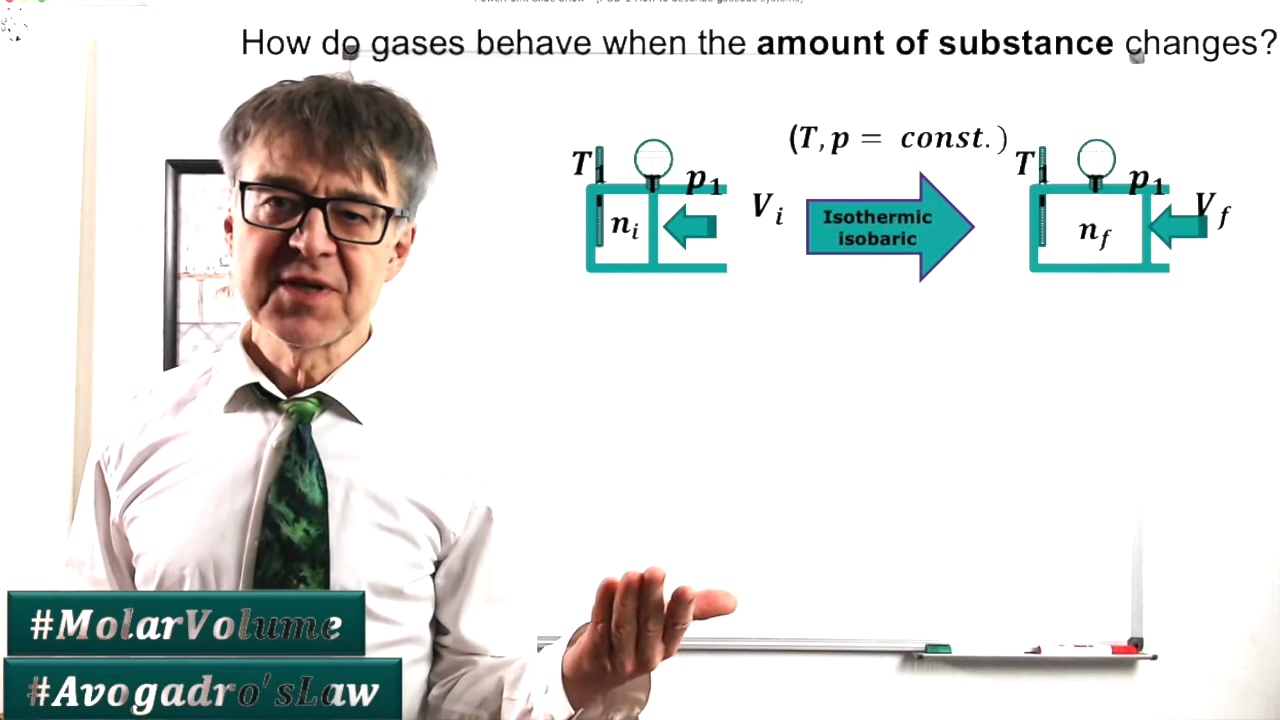 How do gases behave when the amount of substance changes?
(T, p = const.)
T1
p1
ni
Vi
Isothermic
isobaric
T1
p1
nf
Vf
#MolarVolume
#Avogadro'sLaw